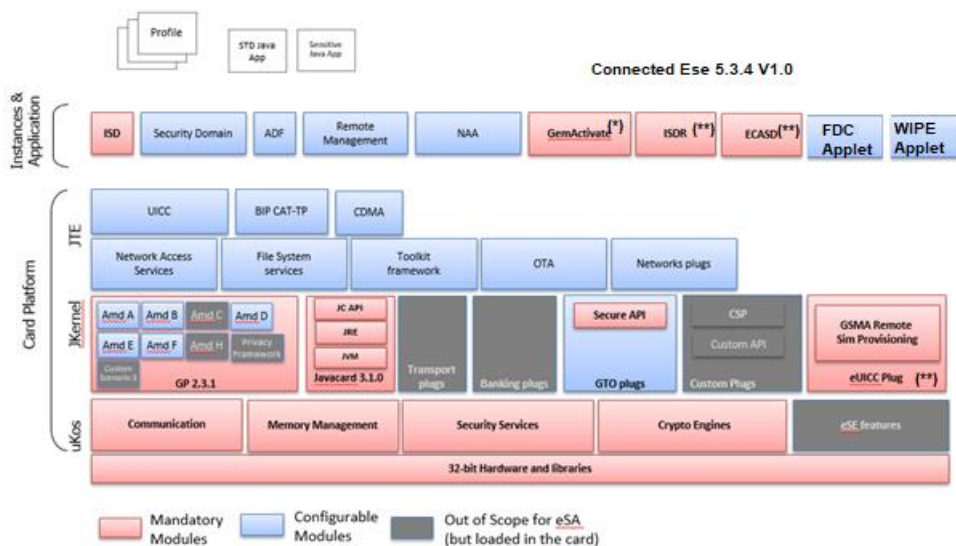 Profile
STD Java
App
Sensitive
Java App
Connected Ese 5.3.4 V1.0
Instances &
Application
ISD
Security Domain
ADF
Remote
Management
NAA
GemActivate (*)
ISDR (**)
ECASD (**)
FDC
Applet
WIPE
Applet
Card Platform
JTE
UICC
BIP CAT-TP
CDMA
Network Access
Services
File System
services
Toolkit
framework
OTA
Networks plugs
JKernel
Amd A
Amd B
Amd C
Amd D
Amd E
Amd F
Amd H
Privacy
Framework
Custom
Scenario 3
GP 2.3.1
JC API
JRE
JVM
Javacard 3.1.0
Transport
plugs
Banking plugs
Secure API
GTO plugs
CSP
Custom API
Custom Plugs
GSMA Remote
Sim Provisioning
eUICC Plug (**)
uKos
Communication
Memory Management
Security Services
Crypto Engines
eSE features
32-bit Hardware and libraries
Mandatory
Modules
Configurable
Modules
Out of Scope for eSA
(but loaded in the card)